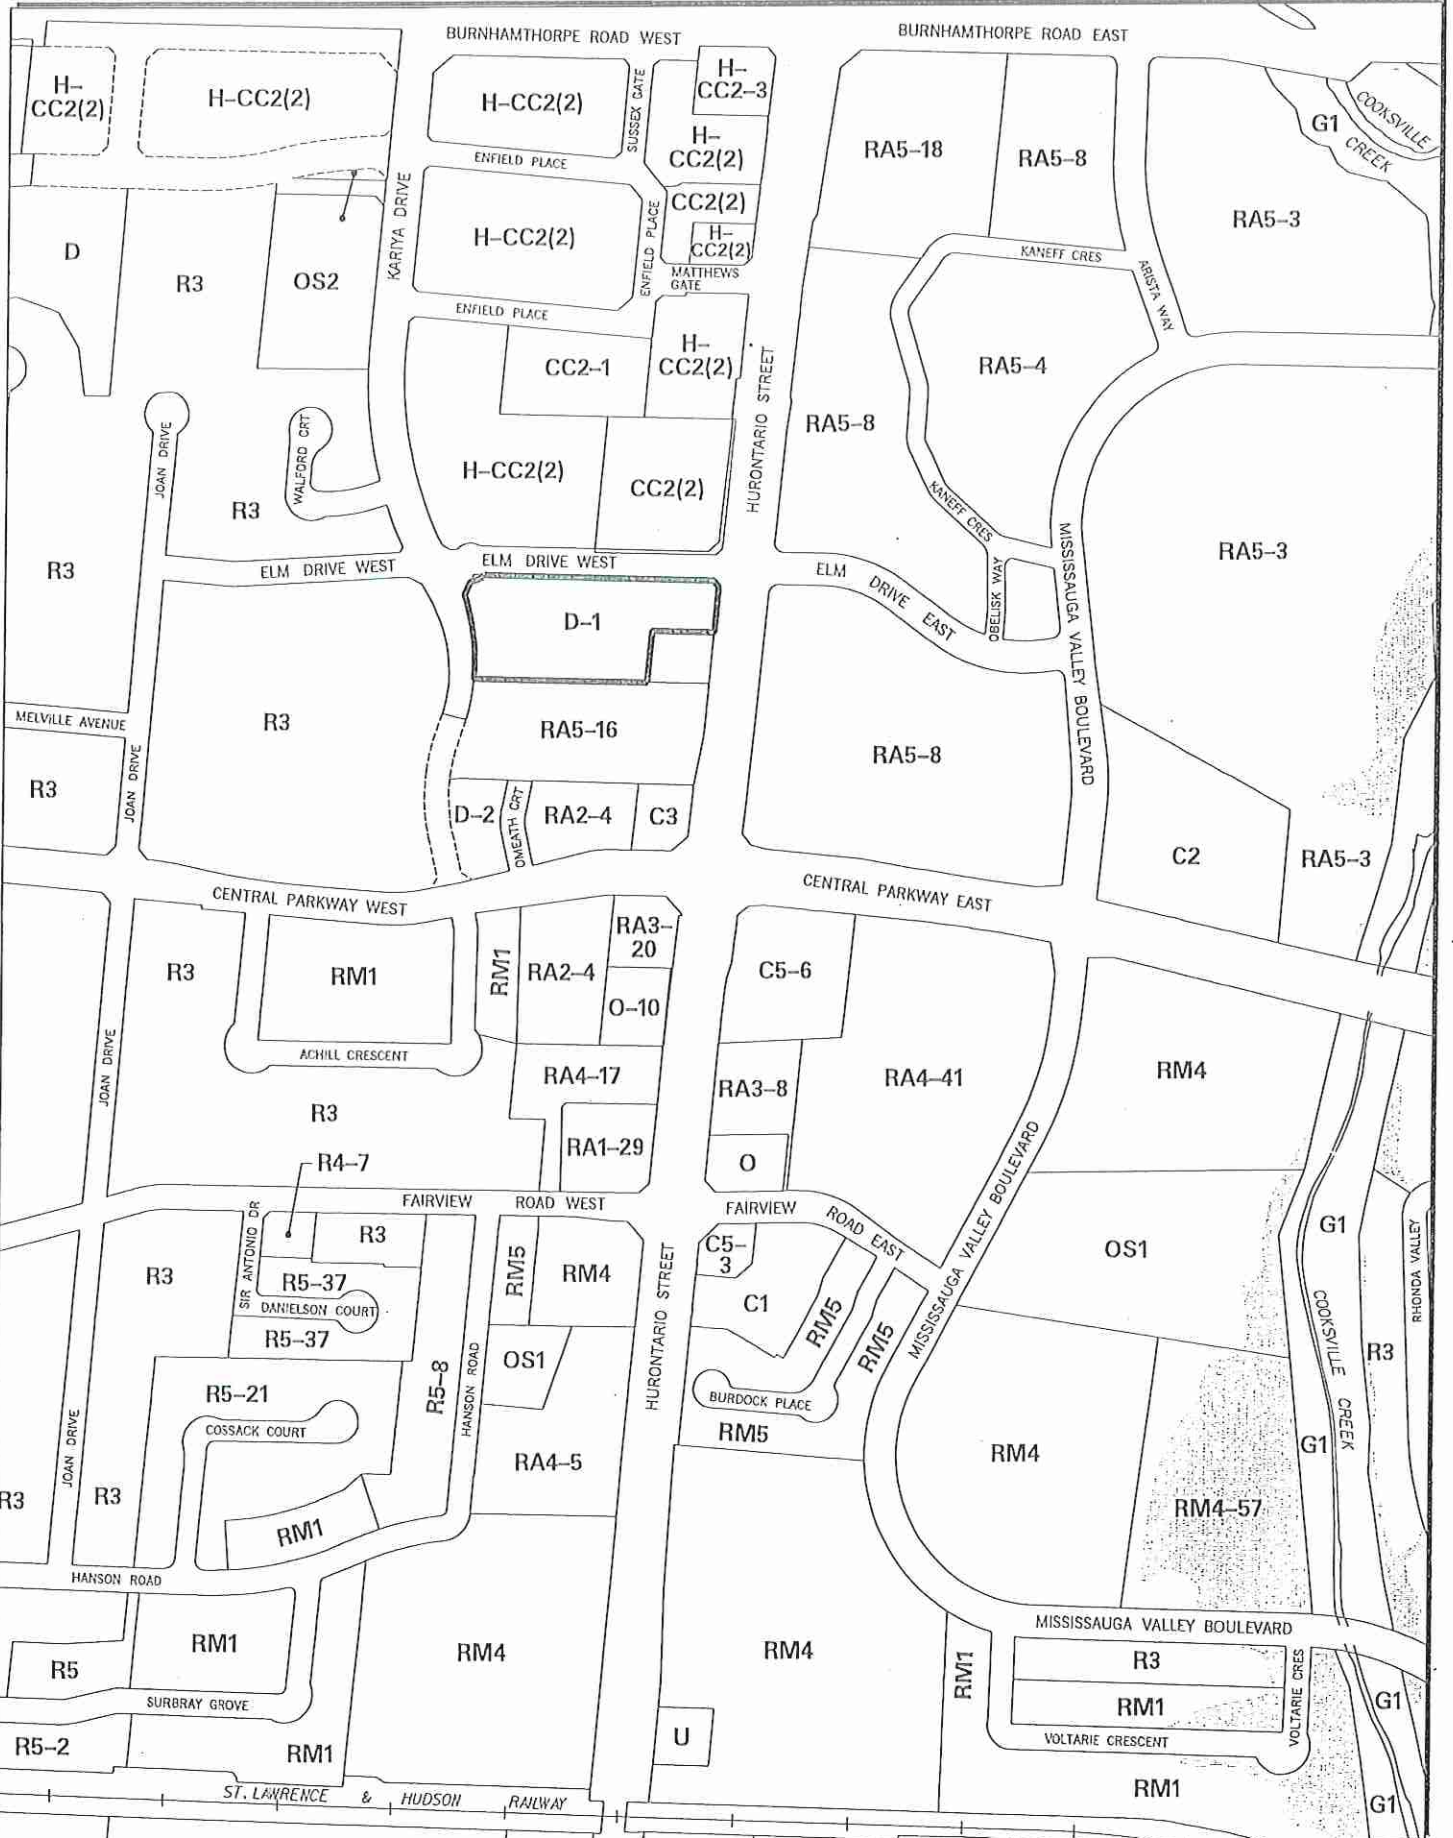 BURNHAMTHORPE ROAD WEST
BURNHAMTHORPE ROAD EAST
H-
CC2(2)
H-CC2(2)
H-CC2(2)
SUSSEX GATE
H-
CC2-3
H-
CC2(2)
RA5-18
RA5-8
G1
COOKSVILLE
CREEK
ENFIELD PLACE
KARIYA DRIVE
CC2(2)
RA5-3
D
R3
OS2
H-CC2(2)
ENFIELD PLACE
H-
CC2(2)
MATTHEWS
GATE
KANEFF CRES
ARISTA WAY
ENFIELD PLACE
CC2-1
H-
CC2(2)
HURONTARIO STREET
RA5-4
RA5-8
JOAN DRIVE
WALFORD CRT
R3
H-CC2(2)
CC2(2)
KANEFF CRES
MISSISSAUGA VALLEY BOULEVARD
RA5-3
R3
ELM DRIVE WEST
ELM DRIVE WEST
ELM DRIVE EAST
OBELISK WAY
D-1
MELVILLE AVENUE
R3
RA5-16
RA5-8
R3
JOAN DRIVE
D-2
OMEATH CRT
RA2-4
C3
C2
RA5-3
CENTRAL PARKWAY WEST
CENTRAL PARKWAY EAST
R3
RM1
RM1
RA2-4
RA3-
20
O-10
C5-6
JOAN DRIVE
ACHILL CRESCENT
RA4-17
RA3-8
RA4-41
RM4
R3
RA1-29
O
R4-7
MISSISSAUGA VALLEY BOULEVARD
FAIRVIEW ROAD WEST
FAIRVIEW ROAD EAST
SIR ANTONIO DR
R3
R3
R5-37
DANIELSON COURT
R5-37
RM5
RM4
HURONTARIO STREET
C5-
3
C1
RM5
RM5
OS1
G1
COOKSVILLE CREEK
RHONDA VALLEY
R3
OS1
R5-21
R5-8
HANSON ROAD
COSSACK COURT
BURDOCK PLACE
RM5
RA4-5
RM4
G1
JOAN DRIVE
R3
R3
RM1
RM4-57
HANSON ROAD
RM1
RM4
RM4
MISSISSAUGA VALLEY BOULEVARD
R5
RM1
R3
RM1
VOLTARIE CRES
G1
SURBRAY GROVE
U
VOLTARIE CRESCENT
R5-2
RM1
RM1
G1
ST. LAWRENCE & HUDSON RAILWAY